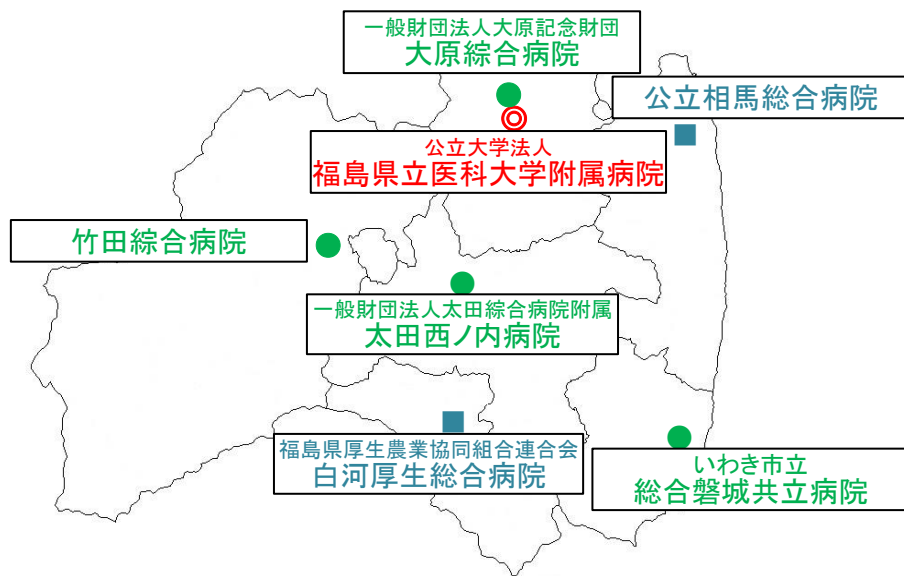 一般財団法人大原記念財団
大原綜合病院
公立相馬総合病院
公立大学法人
福島県立医科大学附属病院
竹田綜合病院
一般財団法人太田綜合病院附属
太田西ノ内病院
福島県厚生農業協同組合連合会
白河厚生総合病院
いわき市立
総合磐城共立病院